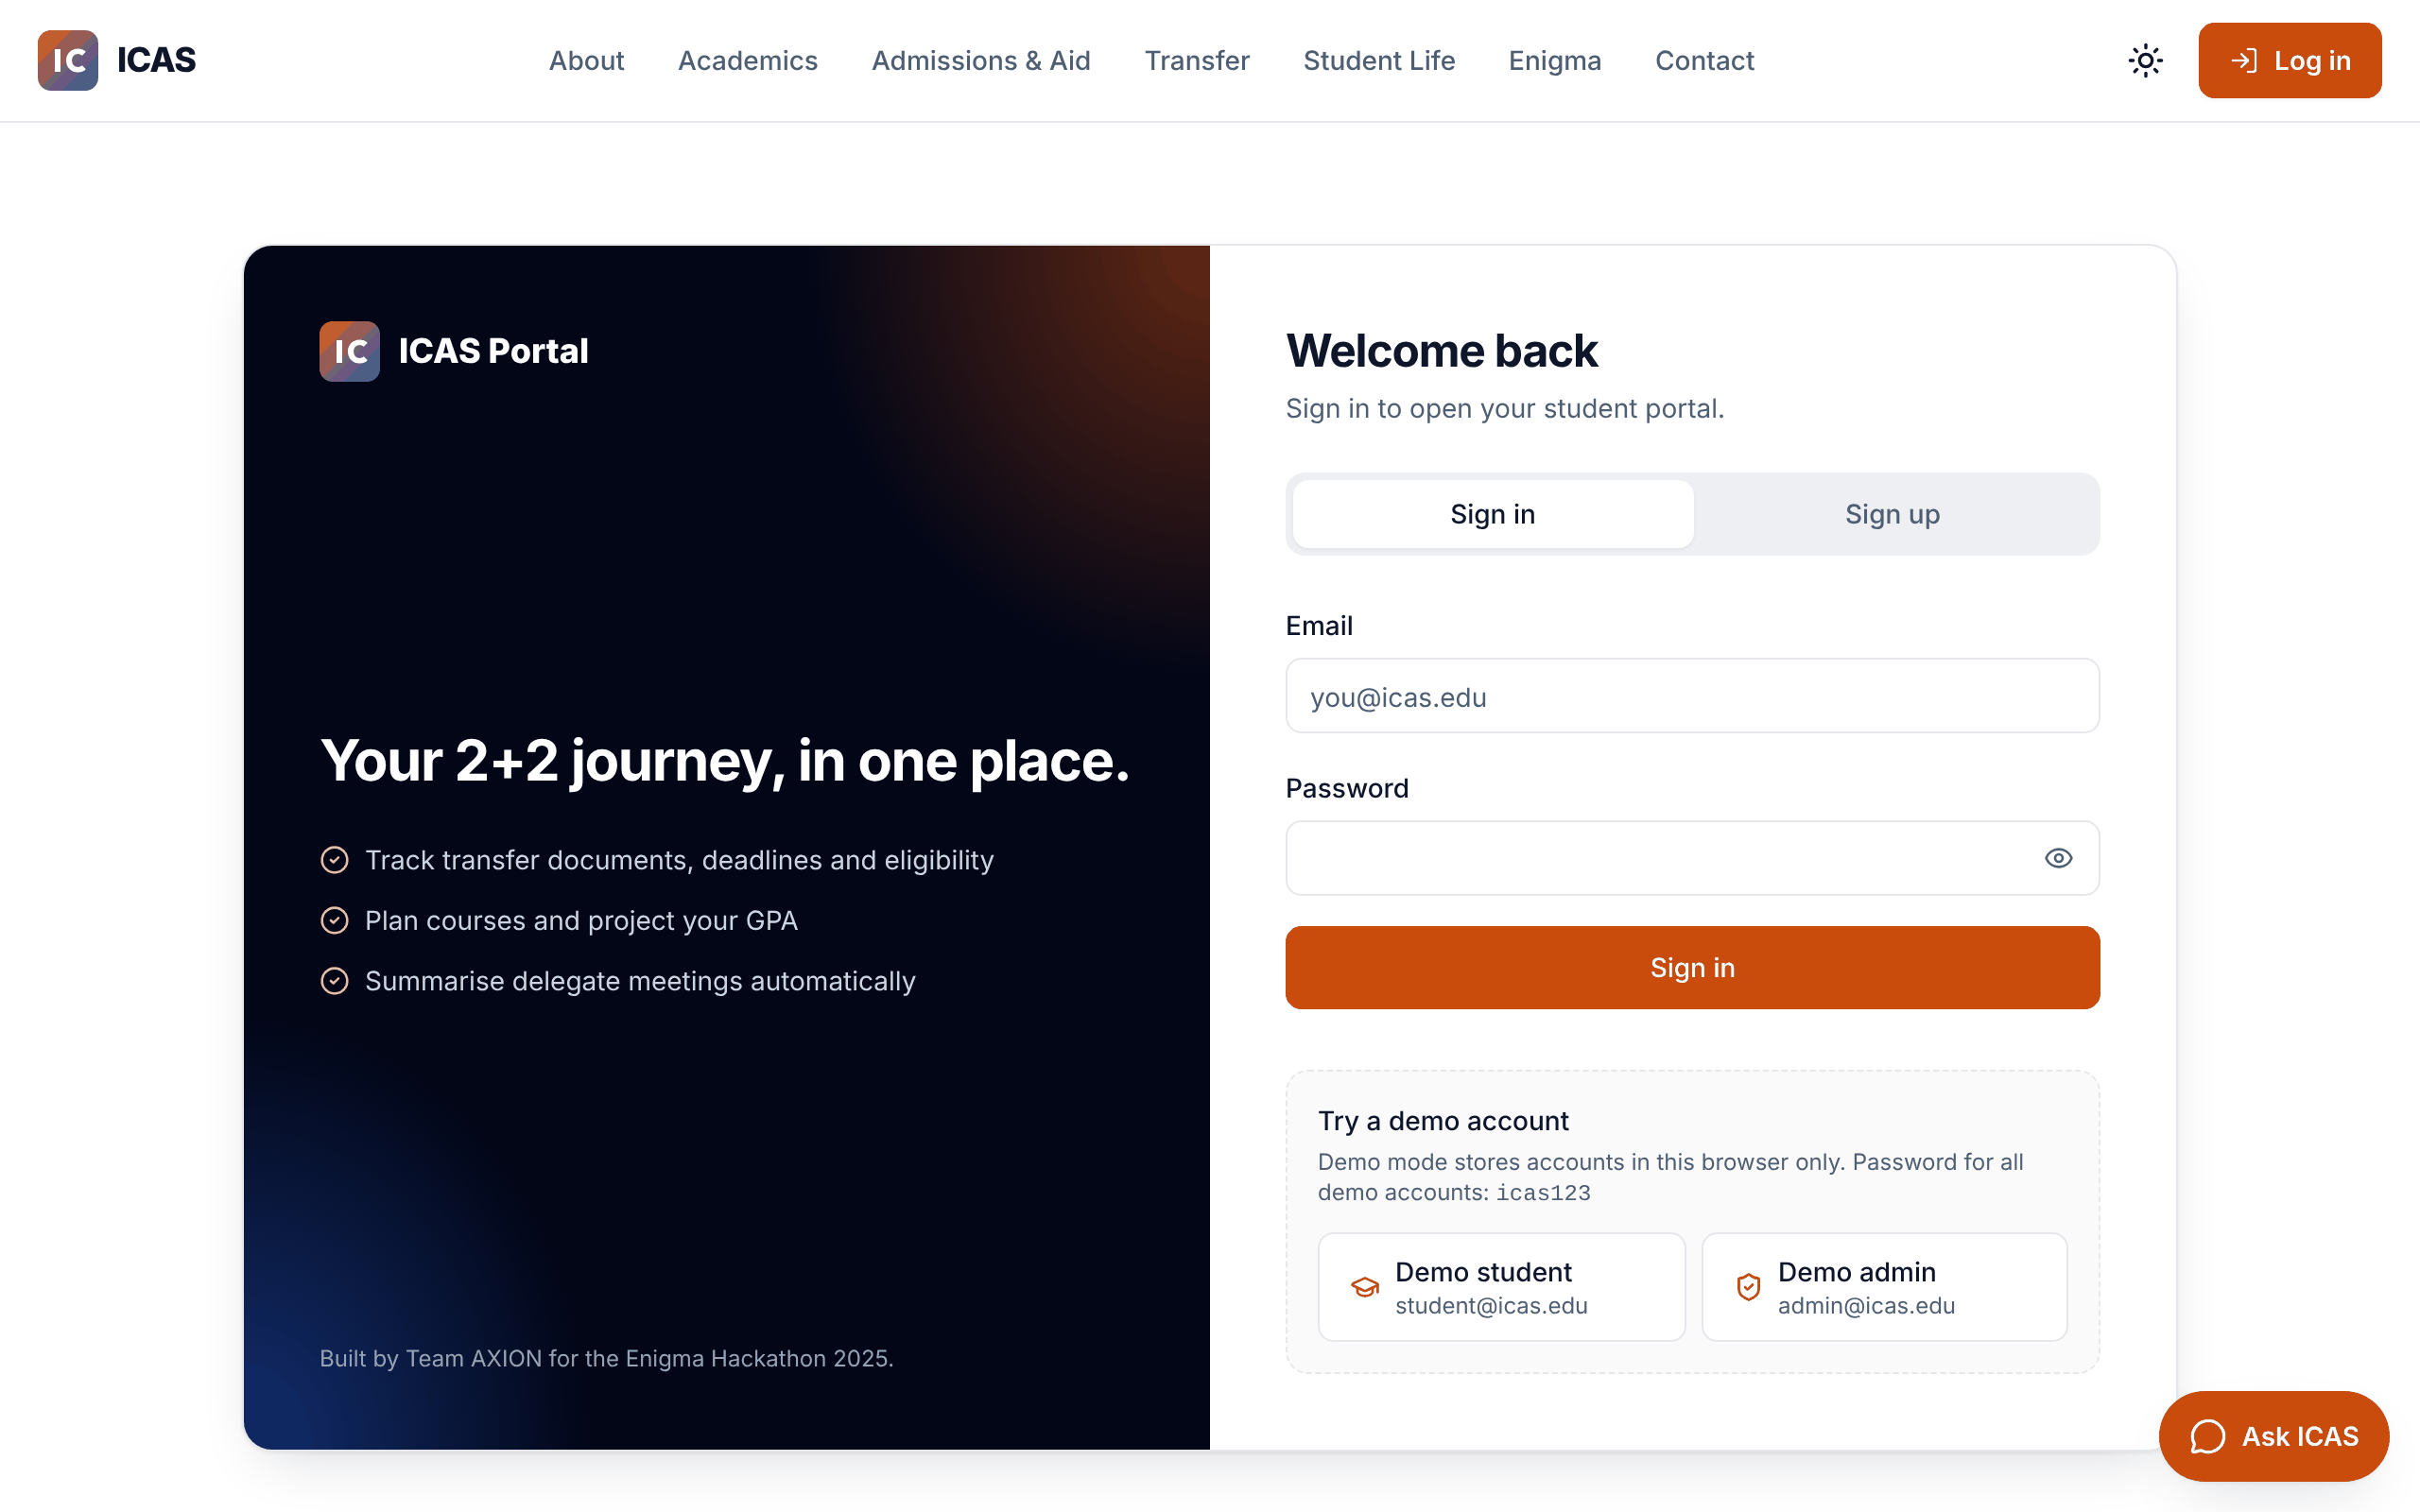 IC ICAS
About Academics Admissions & Aid Transfer Student Life Enigma Contact
Log in
IC ICAS Portal
Your 2+2 journey, in one place.
Track transfer documents, deadlines and eligibility
Plan courses and project your GPA
Summarise delegate meetings automatically
Built by Team AXION for the Enigma Hackathon 2025.
Welcome back
Sign in to open your student portal.
Sign in Sign up
Email
you@icas.edu
Password
Sign in
Try a demo account
Demo mode stores accounts in this browser only. Password for all
demo accounts: icas123
Demo student
student@icas.edu
Demo admin
admin@icas.edu
Ask ICAS